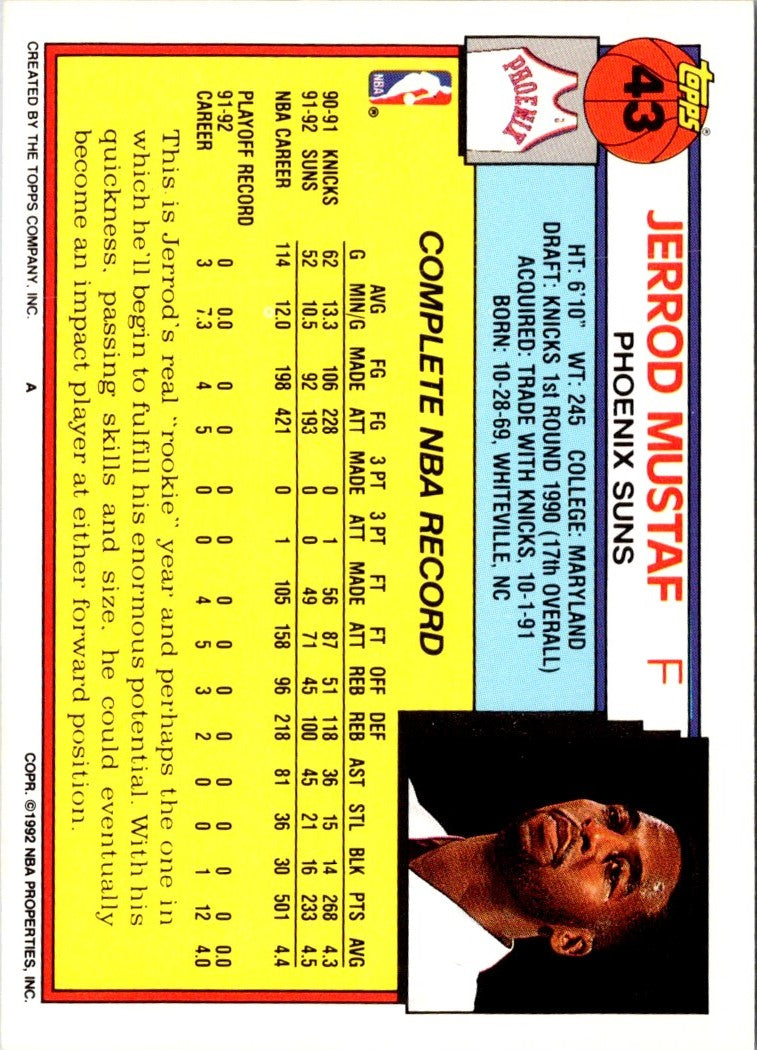 Topps®
43
PHOENIX
JERROD MUSTAF F
PHOENIX SUNS
HT: 6'10" WT: 245 COLLEGE: MARYLAND
DRAFT: KNICKS 1st ROUND 1990 (17th OVERALL)
ACQUIRED: TRADE WITH KNICKS, 10-1-91
BORN: 10-28-69, WHITEVILLE, NC
NBA®
COMPLETE NBA RECORD
AVG FG FG 3 PT 3 PT FT FT OFF DEF
G MIN/G MADE ATT MADE ATT MADE ATT REB REB AST STL BLK PTS AVG
90-91 KNICKS 62 13.3 106 228 0 1 56 87 51 118 36 15 14 268 4.3
91-92 SUNS 52 10.5 92 193 0 0 49 71 45 100 45 21 16 233 4.5
NBA CAREER 114 12.0 198 421 0 1 105 158 96 218 81 36 30 501 4.4
PLAYOFF RECORD
91-92 0 0.0 0 0 0 0 0 0 0 0 0 0 0 0 0.0
CAREER 3 7.3 4 5 0 0 4 5 3 2 0 0 1 12 4.0
This is Jerrod's real "rookie" year and perhaps the one in
which he'll begin to fulfill his enormous potential. With his
quickness, passing skills and size, he could eventually
become an impact player at either forward position.
CREATED BY THE TOPPS COMPANY, INC. A COPR. ©1992 NBA PROPERTIES, INC.